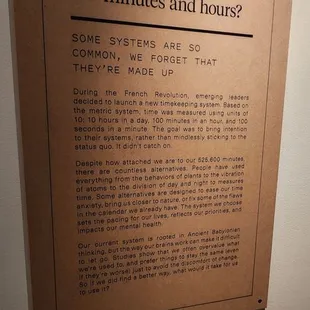 minutes and hours?
SOME SYSTEMS ARE SO
COMMON, WE FORGET THAT
THEY'RE MADE UP
During the French Revolution, emerging leaders
decided to launch a new timekeeping system. Based on
the metric system, time was measured using units of
10: 10 hours in a day, 100 minutes in an hour, and 100
seconds in a minute. The goal was to bring intention
to their systems, rather than mindlessly sticking to the
status quo. It didn't catch on.
Despite how attached we are to our 525,600 minutes,
there are countless alternatives. People have used
everything from the behaviors of plants to the vibration
of atoms to the division of day and night to measure
time. Some alternatives are designed to ease our time
anxiety, bring us closer to nature, or fix some of the flaws
in the calendar we already have. The system we choose
sets the pacing for our lives, reflects our priorities, and
impacts our mental health.
Our current system is rooted in Ancient Babylonian
thinking, but the way our brains work can make it difficult
to let go. Studies show that we often overvalue what
we're used to, and prefer things to stay the same even
if they're worse, just to avoid the discomfort of change.
So if we did find a better way, what would it take for us
to use it?